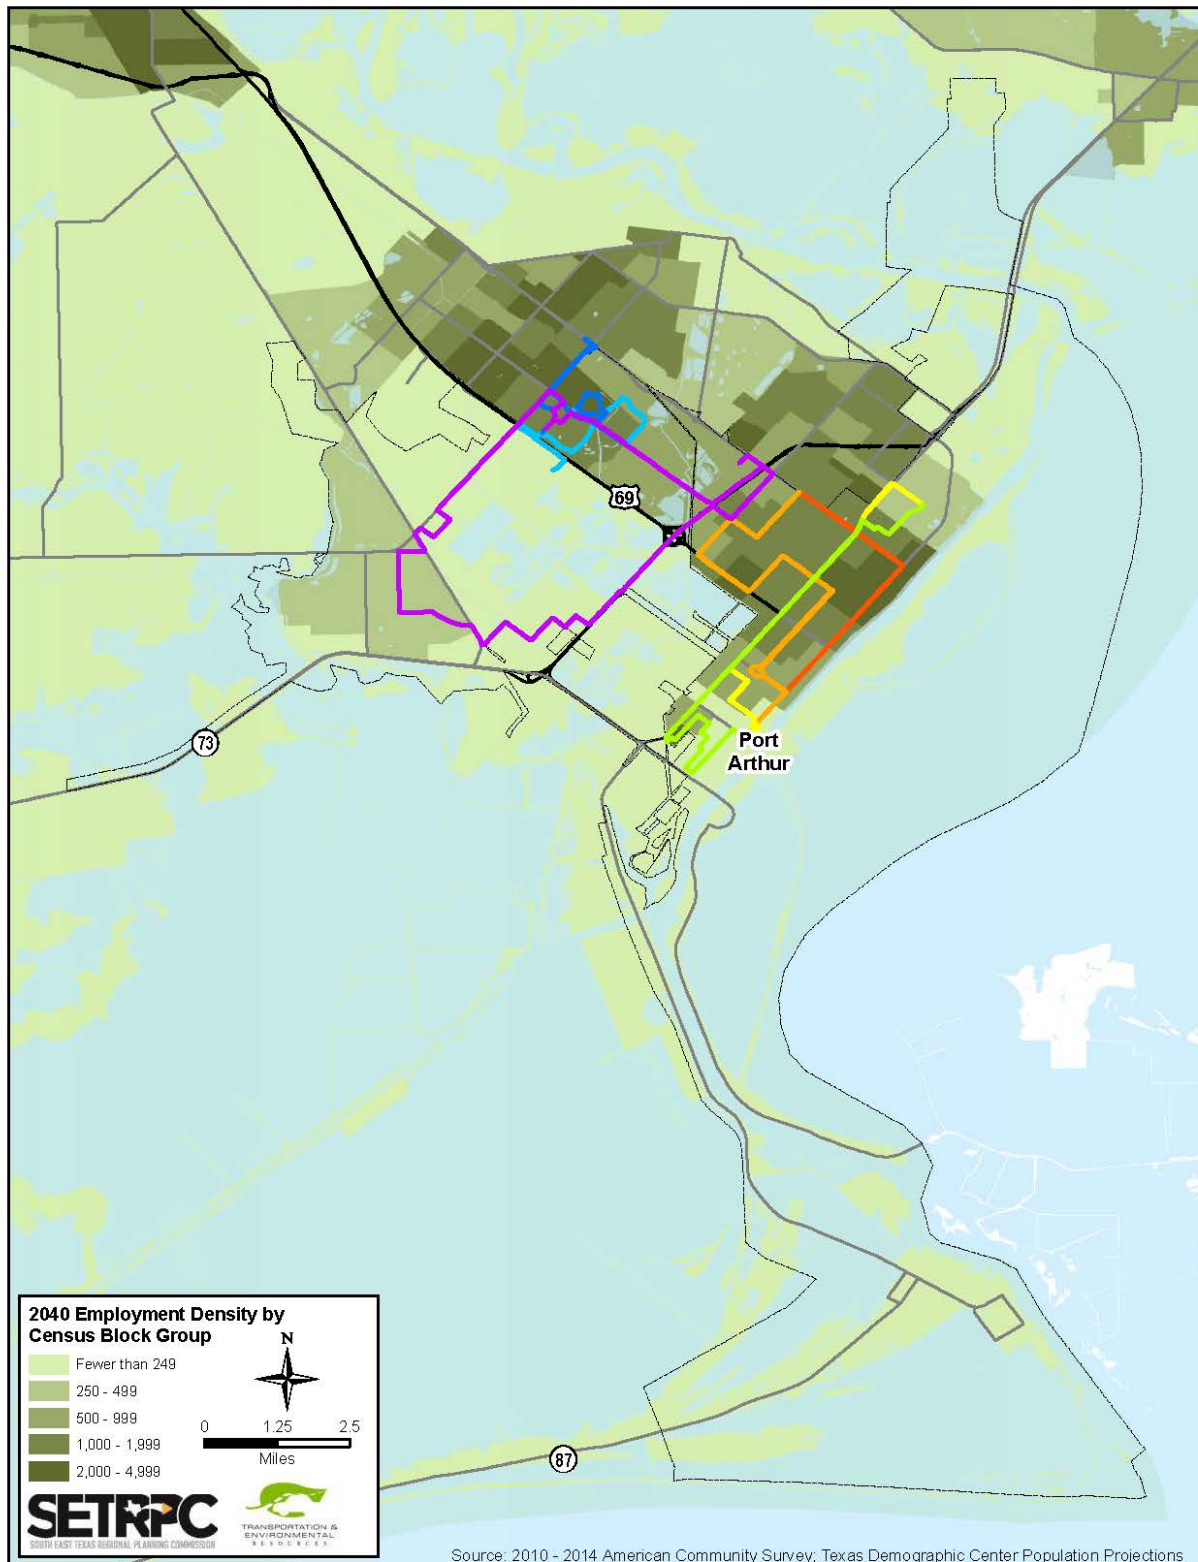 69
Port
Arthur
73
87
2040 Employment Density by
Census Block Group
Fewer than 249
250 - 499
500 - 999
1,000 - 1,999
2,000 - 4,999
N
0 1.25 2.5
Miles
SETRPC
SOUTH EAST TEXAS REGIONAL PLANNING COMMISSION
TRANSPORTATION &
ENVIRONMENTAL
RESOURCES
Source: 2010 - 2014 American Community Survey; Texas Demographic Center Population Projections